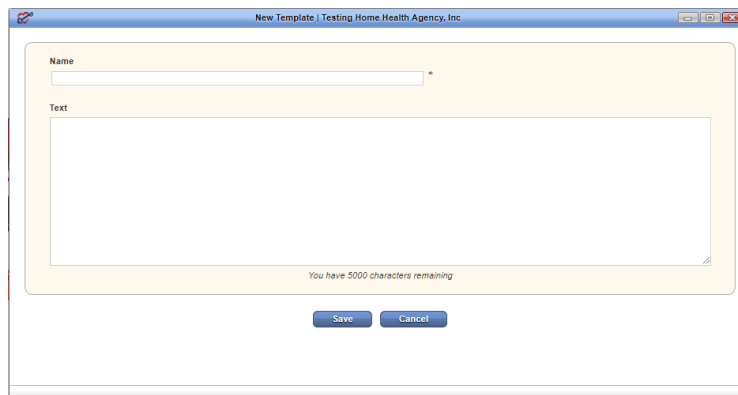 New Template | Testing Home Health Agency, Inc
Name
*
Text
You have 5000 characters remaining
Save Cancel